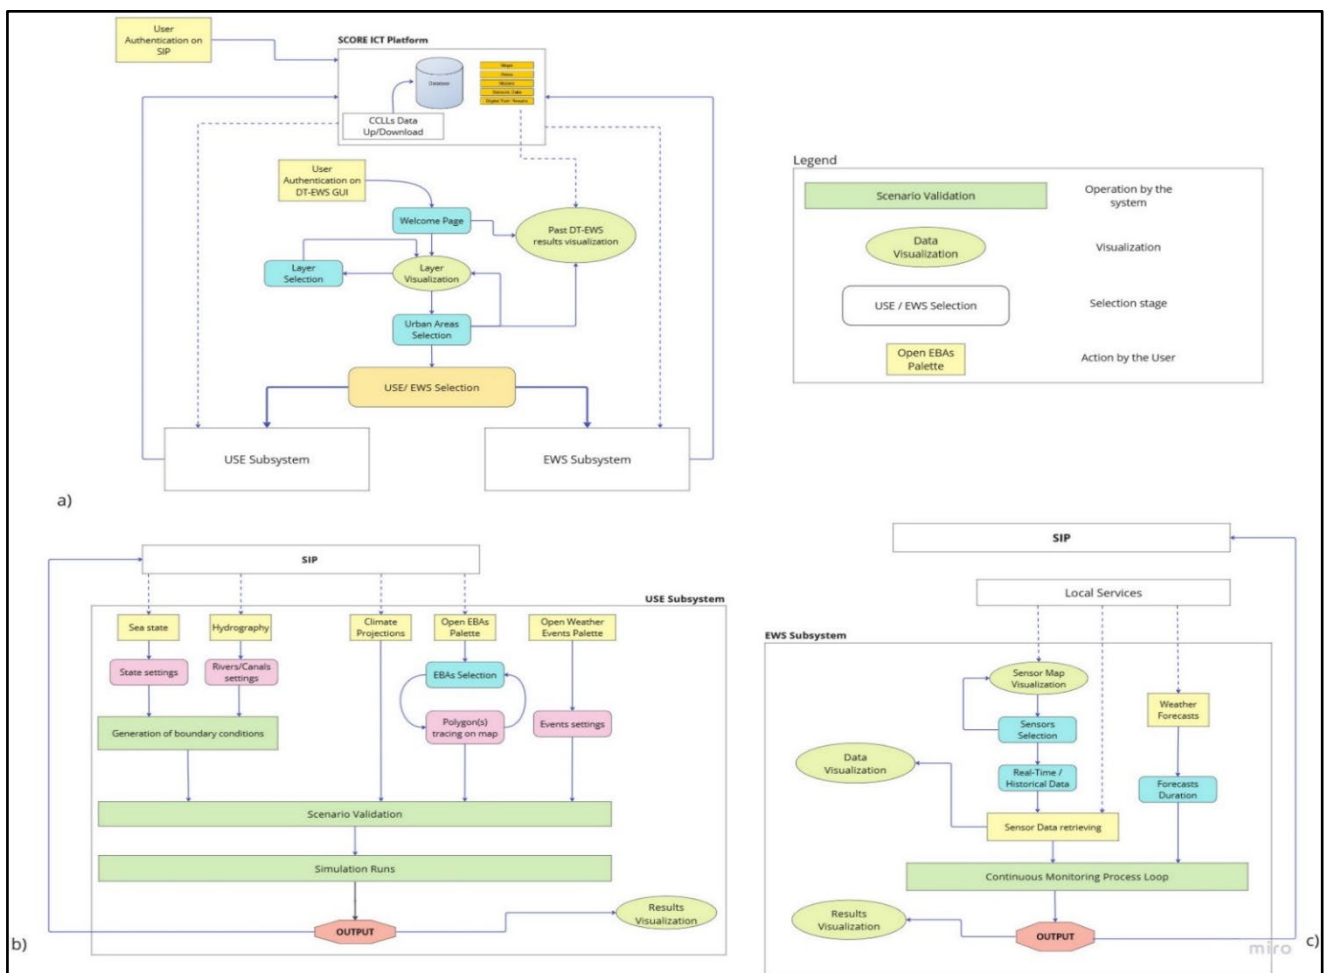 User
Authentication on
SIP
SCORE ICT Platform
Database
Maps
Sensors Data
Digital Twin Results
CCLLs Data
Up/Download
User
Authentication on
DT-EWS GUI
Welcome Page
Past DT-EWS
results visualization
Layer
Selection
Layer
Visualization
Urban Areas
Selection
USE/ EWS Selection
USE Subsystem
EWS Subsystem
a)
Legend
Scenario Validation
Operation by the
system
Data
Visualization
Visualization
USE / EWS Selection
Selection stage
Open EBAs
Palette
Action by the User
SIP
USE Subsystem
Sea state
Hydrography
Climate
Projections
Open EBAs
Palette
Open Weather
Events Palette
State settings
Rivers/Canals
settings
EBAs Selection
Generation of boundary conditions
Polygon(s)
tracing on map
Events settings
Scenario Validation
Simulation Runs
OUTPUT
Results
Visualization
b)
SIP
Local Services
EWS Subsystem
Sensor Map
Visualization
Weather
Forecasts
Sensors
Selection
Data
Visualization
Real-Time /
Historical Data
Forecasts
Duration
Sensor Data retrieving
Continuous Monitoring Process Loop
Results
Visualization
OUTPUT
miro
c)